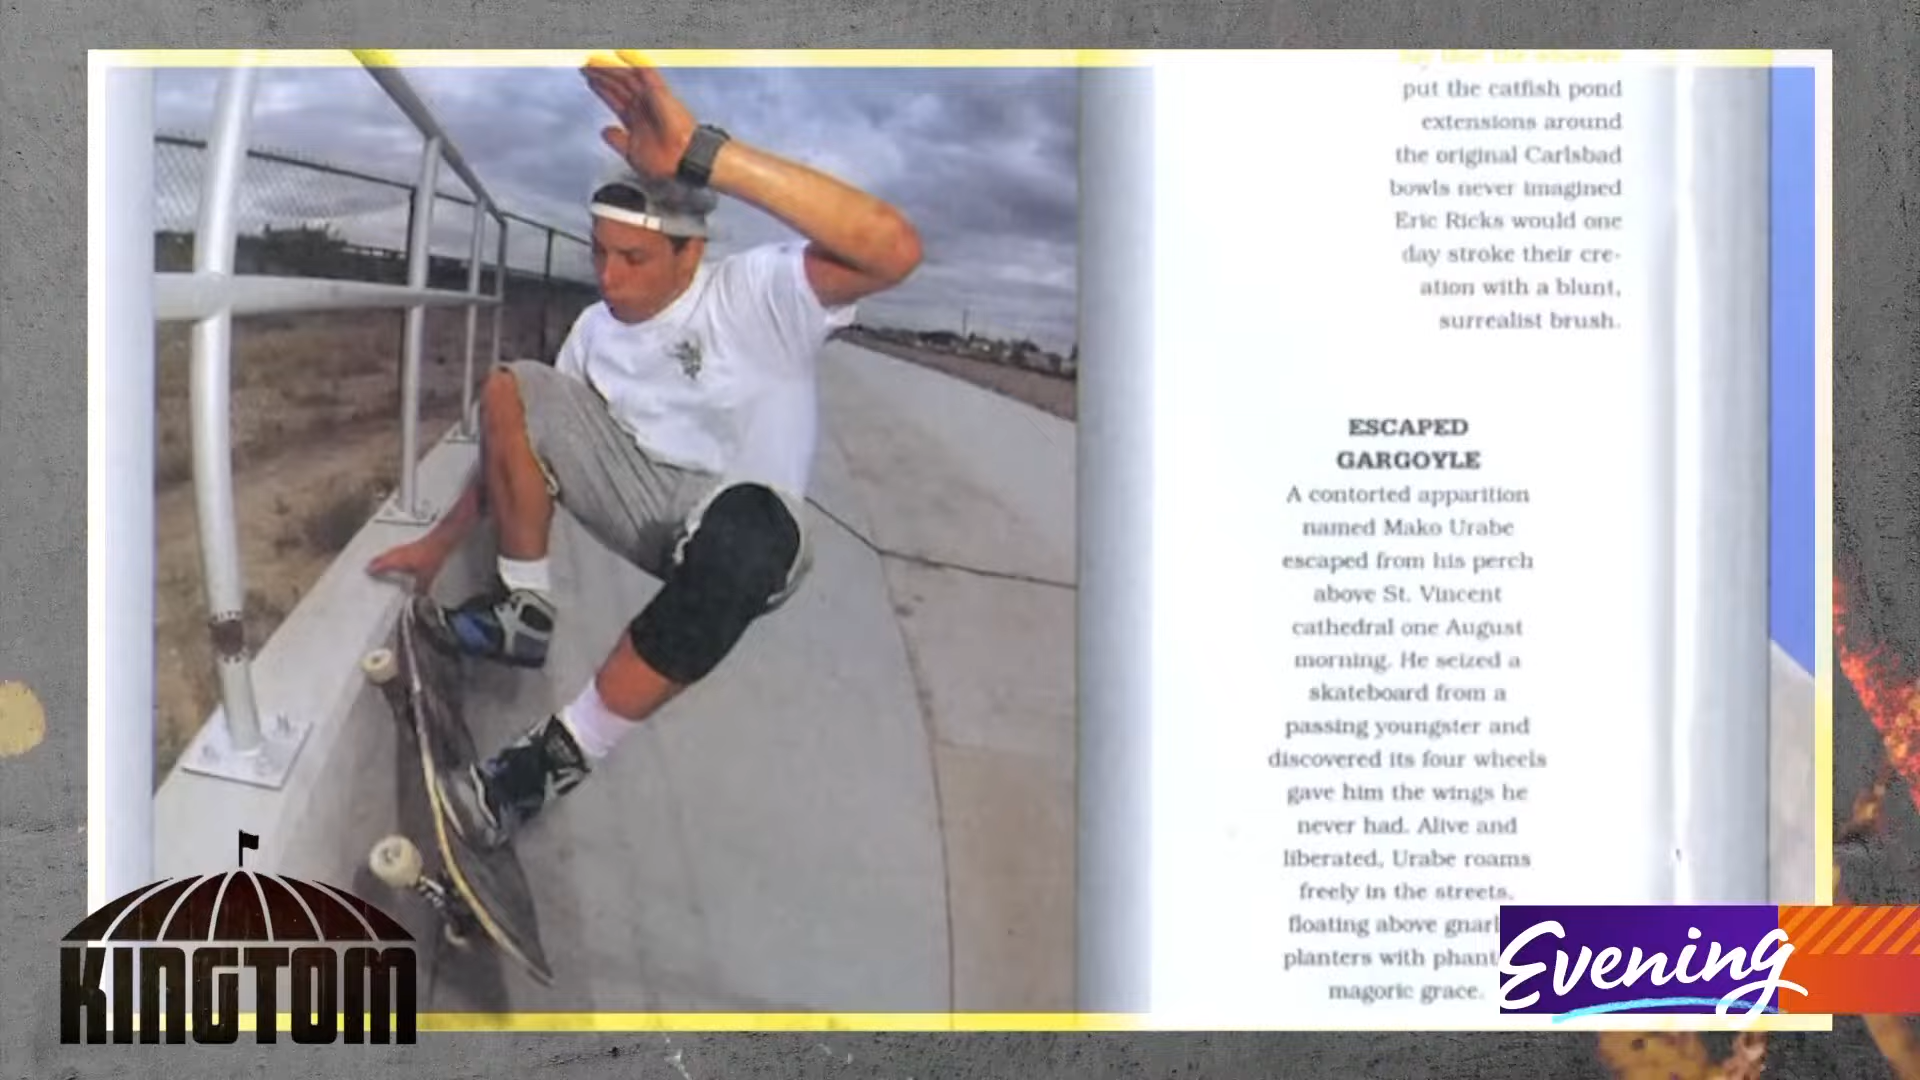 put the catfish pond
extensions around
the original Carlsbad
bowls never imagined
Eric Ricks would one
day stroke their cre-
ation with a blunt,
surrealist brush.
ESCAPED
GARGOYLE
A contorted apparition
named Mako Urabe
escaped from his perch
above St. Vincent
cathedral one August
morning. He seized a
skateboard from a
passing youngster and
discovered its four wheels
gave him the wings he
never had. Alive and
liberated, Urabe roams
freely in the streets,
floating above gnarl
planters with phant
magoric grace.
KINGTOM
Evening